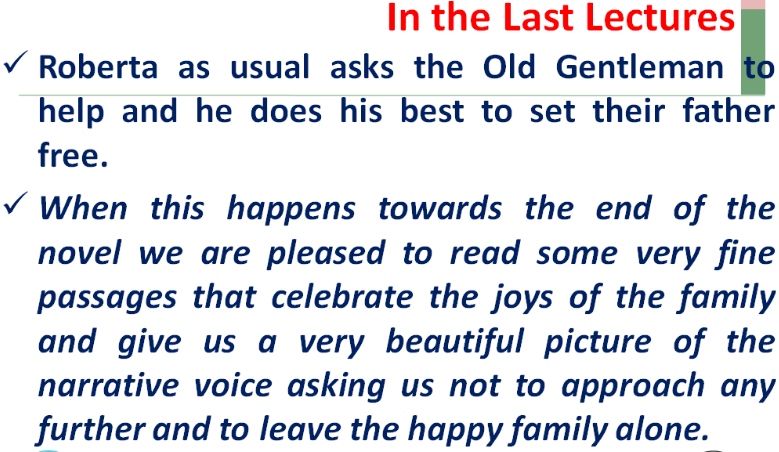 In the Last Lectures
✓ Roberta as usual asks the Old Gentleman to
help and he does his best to set their father
free.
✓ When this happens towards the end of the
novel we are pleased to read some very fine
passages that celebrate the joys of the family
and give us a very beautiful picture of the
narrative voice asking us not to approach any
further and to leave the happy family alone.